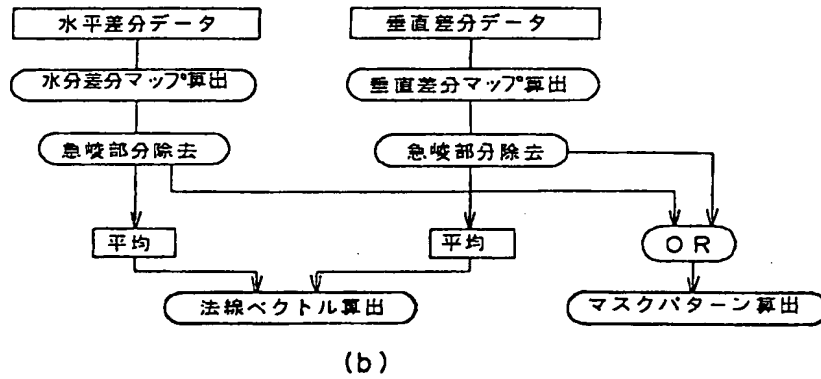 水平差分データ
垂直差分データ
水分差分マップ算出
垂直差分マップ算出
急峻部分除去
急峻部分除去
平均
平均
OR
法線ベクトル算出
マスクパターン算出
(b)